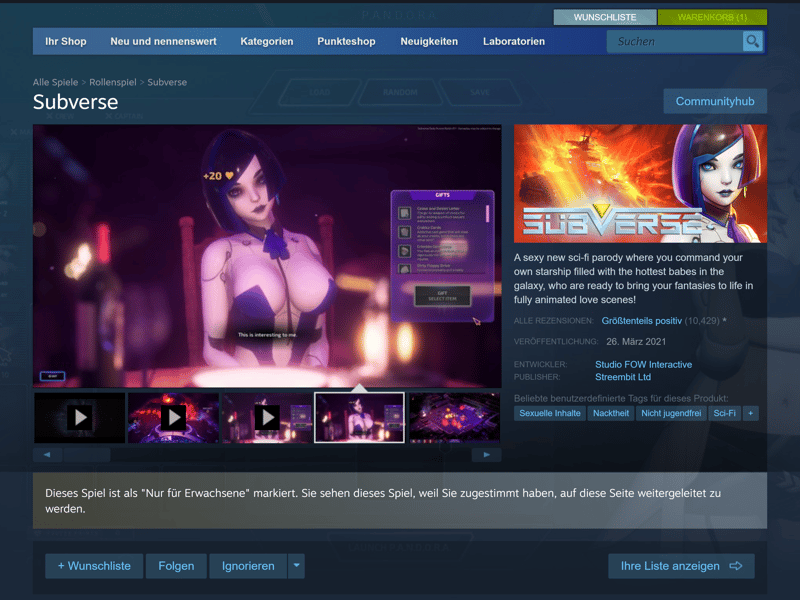 PANDORA
WUNSCHLISTE
WARENKORB (1)
Ihr Shop
Neu und nennenswert
Kategorien
Punkteshop
Neuigkeiten
Laboratorien
Suchen
LOAD
RANDOM
SAVE
Alle Spiele > Rollenspiel > Subverse
Subverse
Communityhub
+20
GIFTS
GIFT
SELECT ITEM
This is interesting to me.
SUBVERSE
A sexy new sci-fi parody where you command your
own starship filled with the hottest babes in the
galaxy, who are ready to bring your fantasies to life in
fully animated love scenes!
ALLE REZENSIONEN: Größtenteils positiv (10,429) *
VERÖFFENTLICHUNG: 26. März 2021
ENTWICKLER: Studio FOW Interactive
PUBLISHER: Streembit Ltd
Beliebte benutzerdefinierte Tags für dieses Produkt:
Sexuelle Inhalte
Nacktheit
Nicht jugendfrei
Sci-Fi
+
Dieses Spiel ist als "Nur für Erwachsene" markiert. Sie sehen dieses Spiel, weil Sie zugestimmt haben, auf diese Seite weitergeleitet zu
werden.
+ Wunschliste
Folgen
Ignorieren
Ihre Liste anzeigen